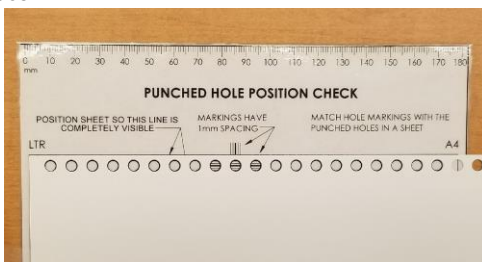 0 10 20 30 40 50 60 70 80 90 100 110 120 130 140 150 160 170 180
mm
PUNCHED HOLE POSITION CHECK
POSITION SHEET SO THIS LINE IS
COMPLETELY VISIBLE
MARKINGS HAVE
1mm SPACING
MATCH HOLE MARKINGS WITH THE
PUNCHED HOLES IN A SHEET
LTR
A4